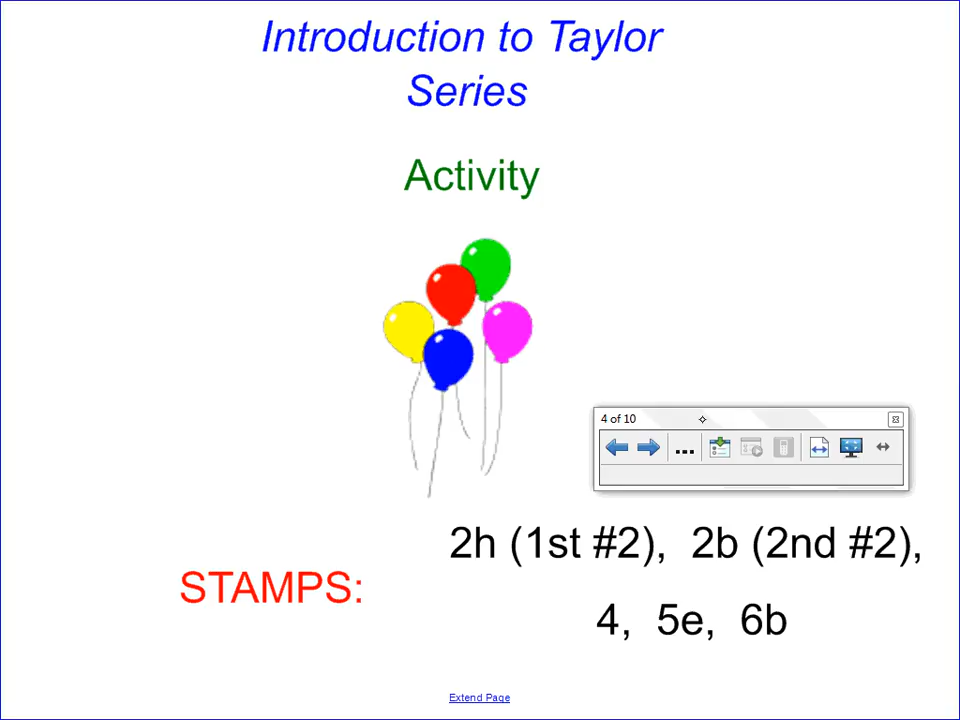 Introduction to Taylor
Series
Activity
4 of 10
...
2h (1st #2), 2b (2nd #2),
STAMPS:
4, 5e, 6b
Extend Page